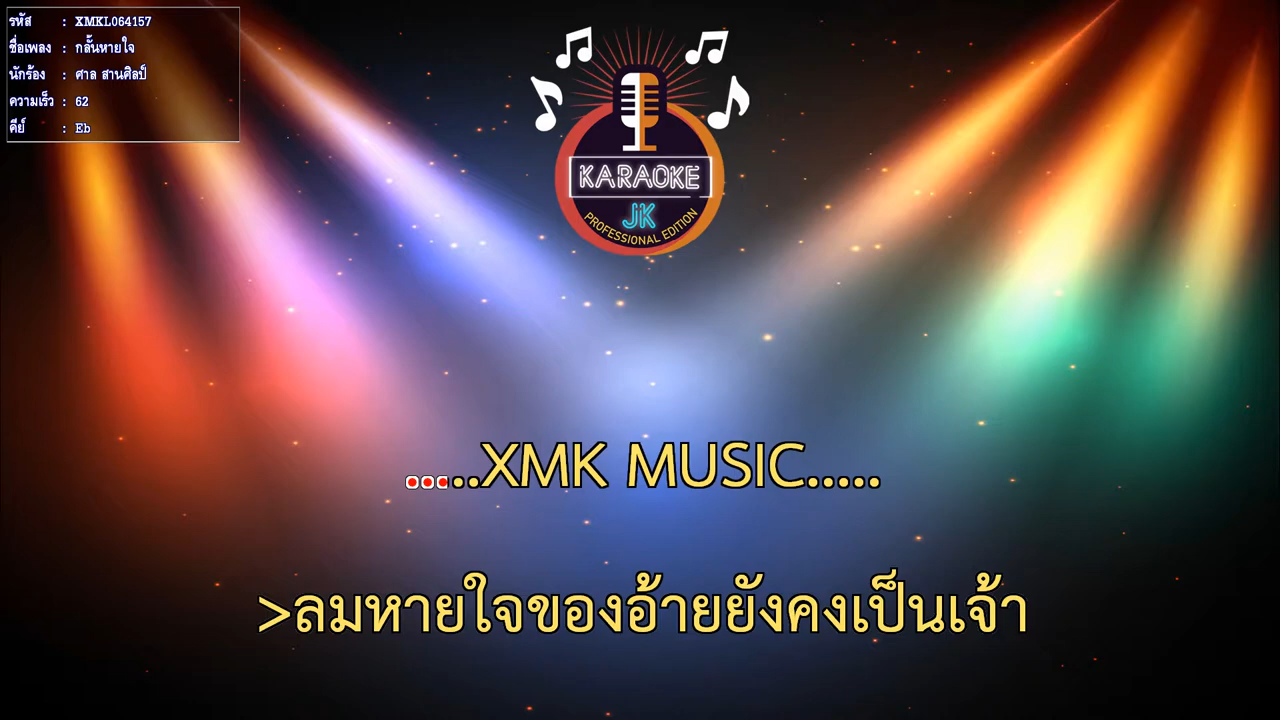 รหัส : XMKL064157
ชื่อเพลง : กลั้นหายใจ
นักร้อง : ศาล สานศิลป์
ความเร็ว : 62
คีย์ : Eb
KARAOKE
JK
PROFESSIONAL EDITION
.....XMK MUSIC.....
>ลมหายใจของอ้ายยังคงเป็นเจ้า